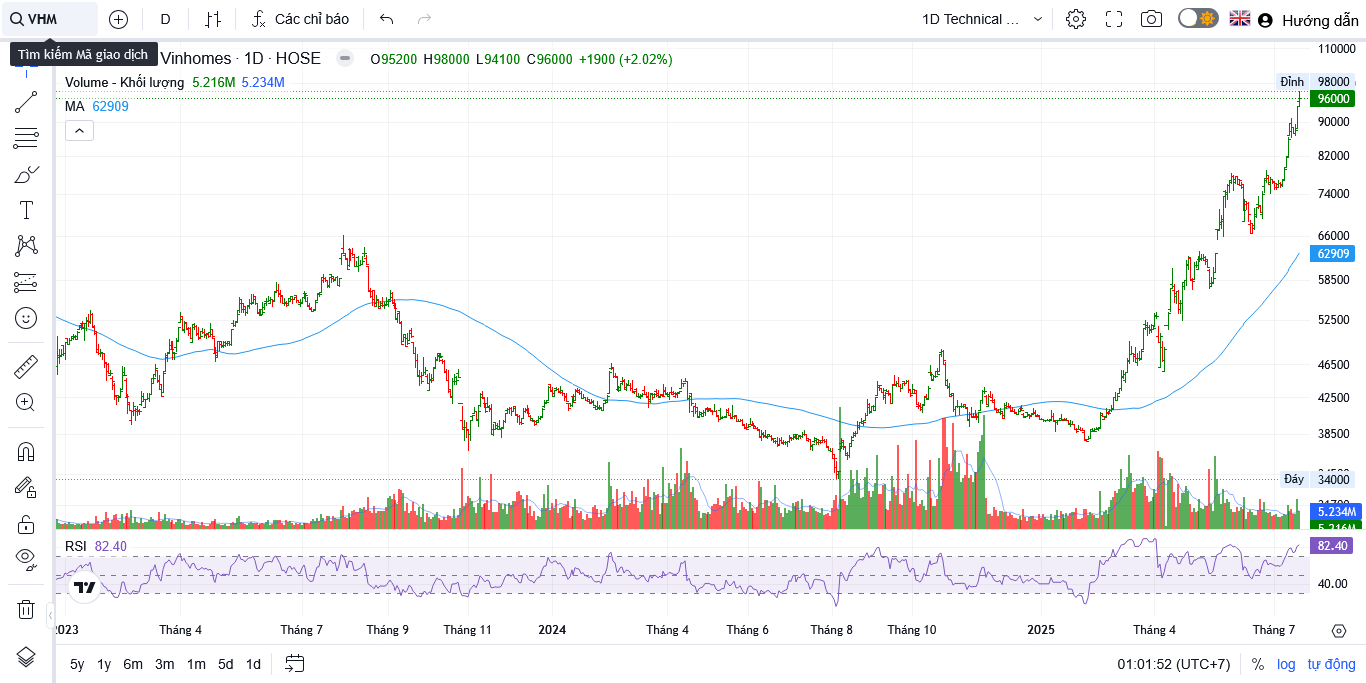 VHM
D
Các chỉ báo
1D Technical ...
Hướng dẫn
Tìm kiếm Mã giao dịch
Vinhomes · 1D · HOSE
O95200 H98000 L94100 C96000 +1900 (+2.02%)
Volume - Khối lượng 5.216M 5.234M
MA 62909
110000
Đỉnh 98000
96000
90000
82000
74000
66000
62909
58500
52500
46500
42500
38500
Đáy 34000
5.234M
5.216M
RSI 82.40
82.40
40.00
2023 Tháng 4 Tháng 7 Tháng 9 Tháng 11 2024 Tháng 4 Tháng 6 Tháng 8 Tháng 10 2025 Tháng 4 Tháng 7
5y 1y 6m 3m 1m 5d 1d
01:01:52 (UTC+7) % log tự động